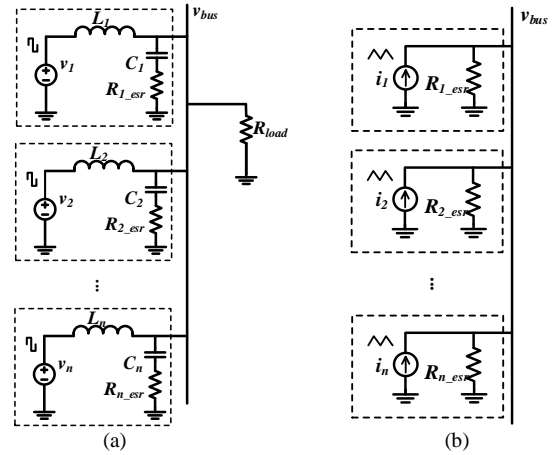 L1
v1
C1
R1_esr
vbus
Rload
L2
v2
C2
R2_esr
...
Ln
vn
Cn
Rn_esr
(a)
vbus
i1
R1_esr
i2
R2_esr
...
in
Rn_esr
(b)